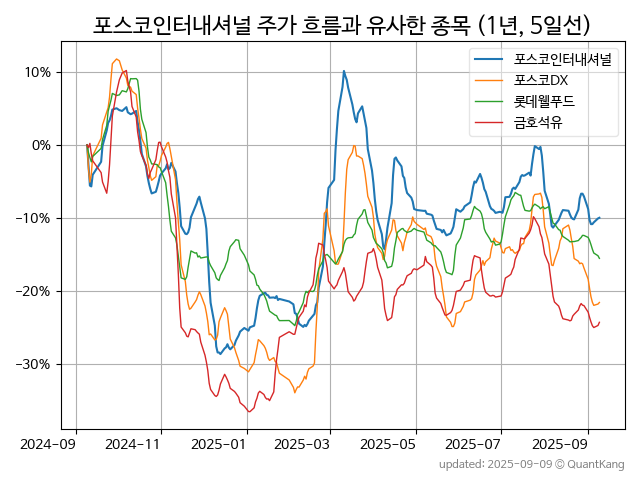 포스코인터내셔널 주가 흐름과 유사한 종목 (1년, 5일선)
포스코인터내셔널
포스코DX
롯데웰푸드
금호석유
10%
0%
−10%
−20%
−30%
2024-09 2024-11 2025-01 2025-03 2025-05 2025-07 2025-09
updated: 2025-09-09 ⓒ QuantKang